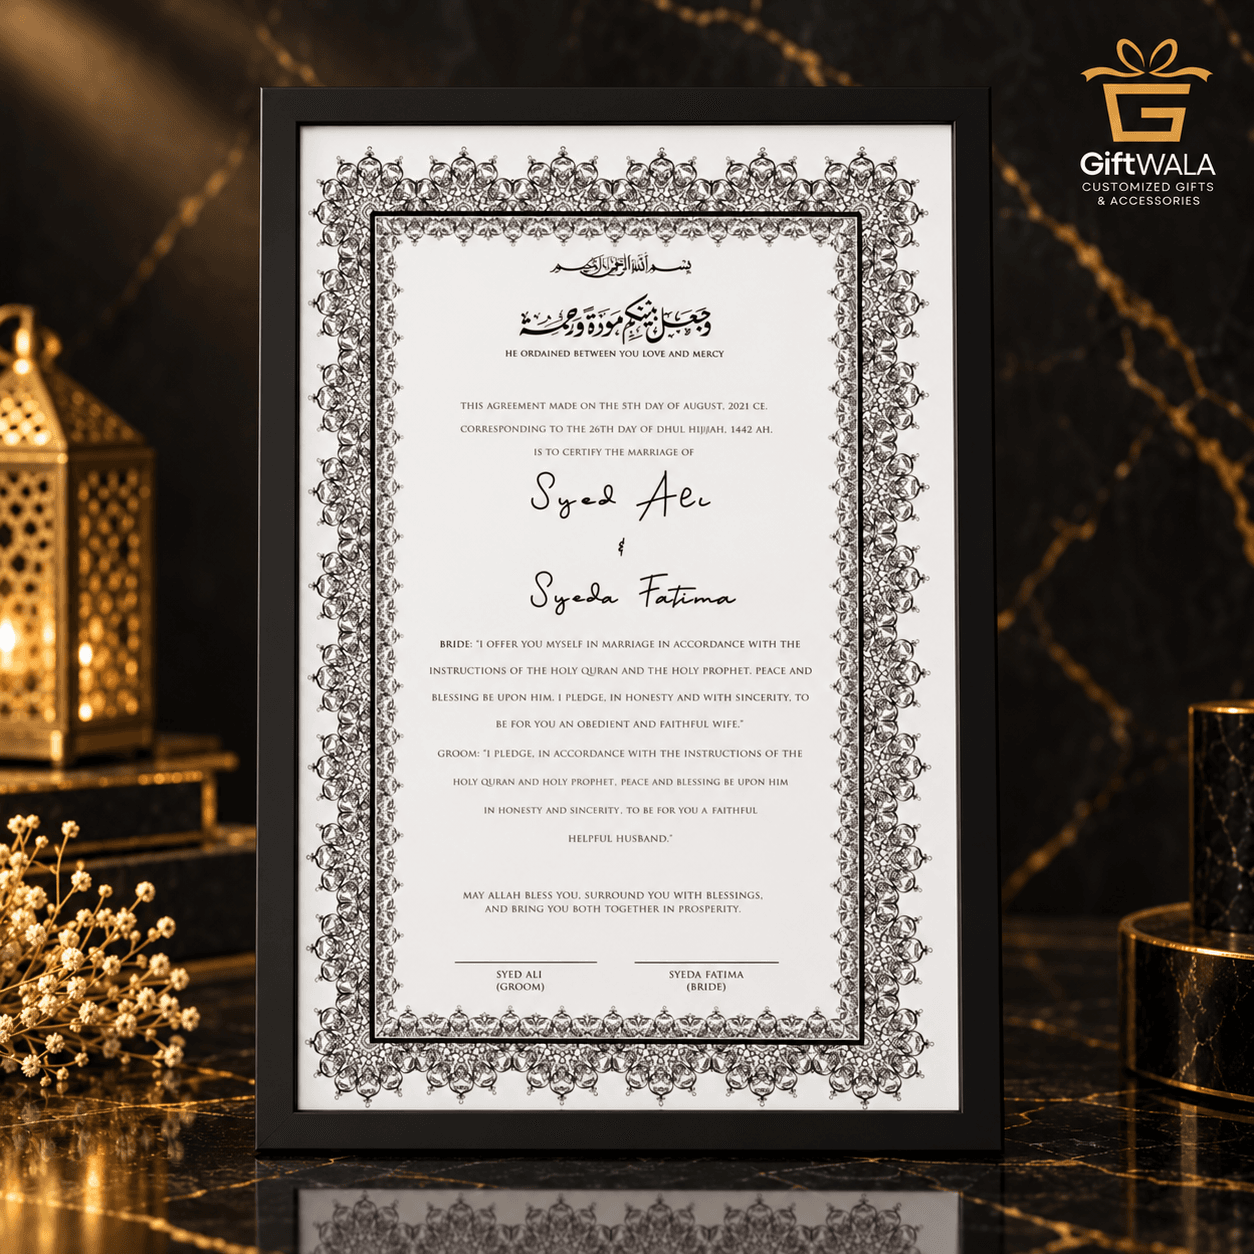 GiftWALA
CUSTOMIZED GIFTS
& ACCESSORIES
بسم الله الرحمن الرحيم
وجعل بينكم مودة ورحمة
HE ORDAINED BETWEEN YOU LOVE AND MERCY
THIS AGREEMENT MADE ON THE 5TH DAY OF AUGUST, 2021 CE.
CORRESPONDING TO THE 26TH DAY OF DHUL HIJJAH, 1442 AH.
IS TO CERTIFY THE MARRIAGE OF
Syed Ali
&
Syeda Fatima
BRIDE: "I OFFER YOU MYSELF IN MARRIAGE IN ACCORDANCE WITH THE
INSTRUCTIONS OF THE HOLY QURAN AND THE HOLY PROPHET. PEACE AND
BLESSING BE UPON HIM. I PLEDGE, IN HONESTY AND WITH SINCERITY, TO
BE FOR YOU AN OBEDIENT AND FAITHFUL WIFE."
GROOM: "I PLEDGE, IN ACCORDANCE WITH THE INSTRUCTIONS OF THE
HOLY QURAN AND HOLY PROPHET, PEACE AND BLESSING BE UPON HIM
IN HONESTY AND SINCERITY, TO BE FOR YOU A FAITHFUL
HELPFUL HUSBAND."
MAY ALLAH BLESS YOU, SURROUND YOU WITH BLESSINGS,
AND BRING YOU BOTH TOGETHER IN PROSPERITY.
SYED ALI
(GROOM)
SYEDA FATIMA
(BRIDE)